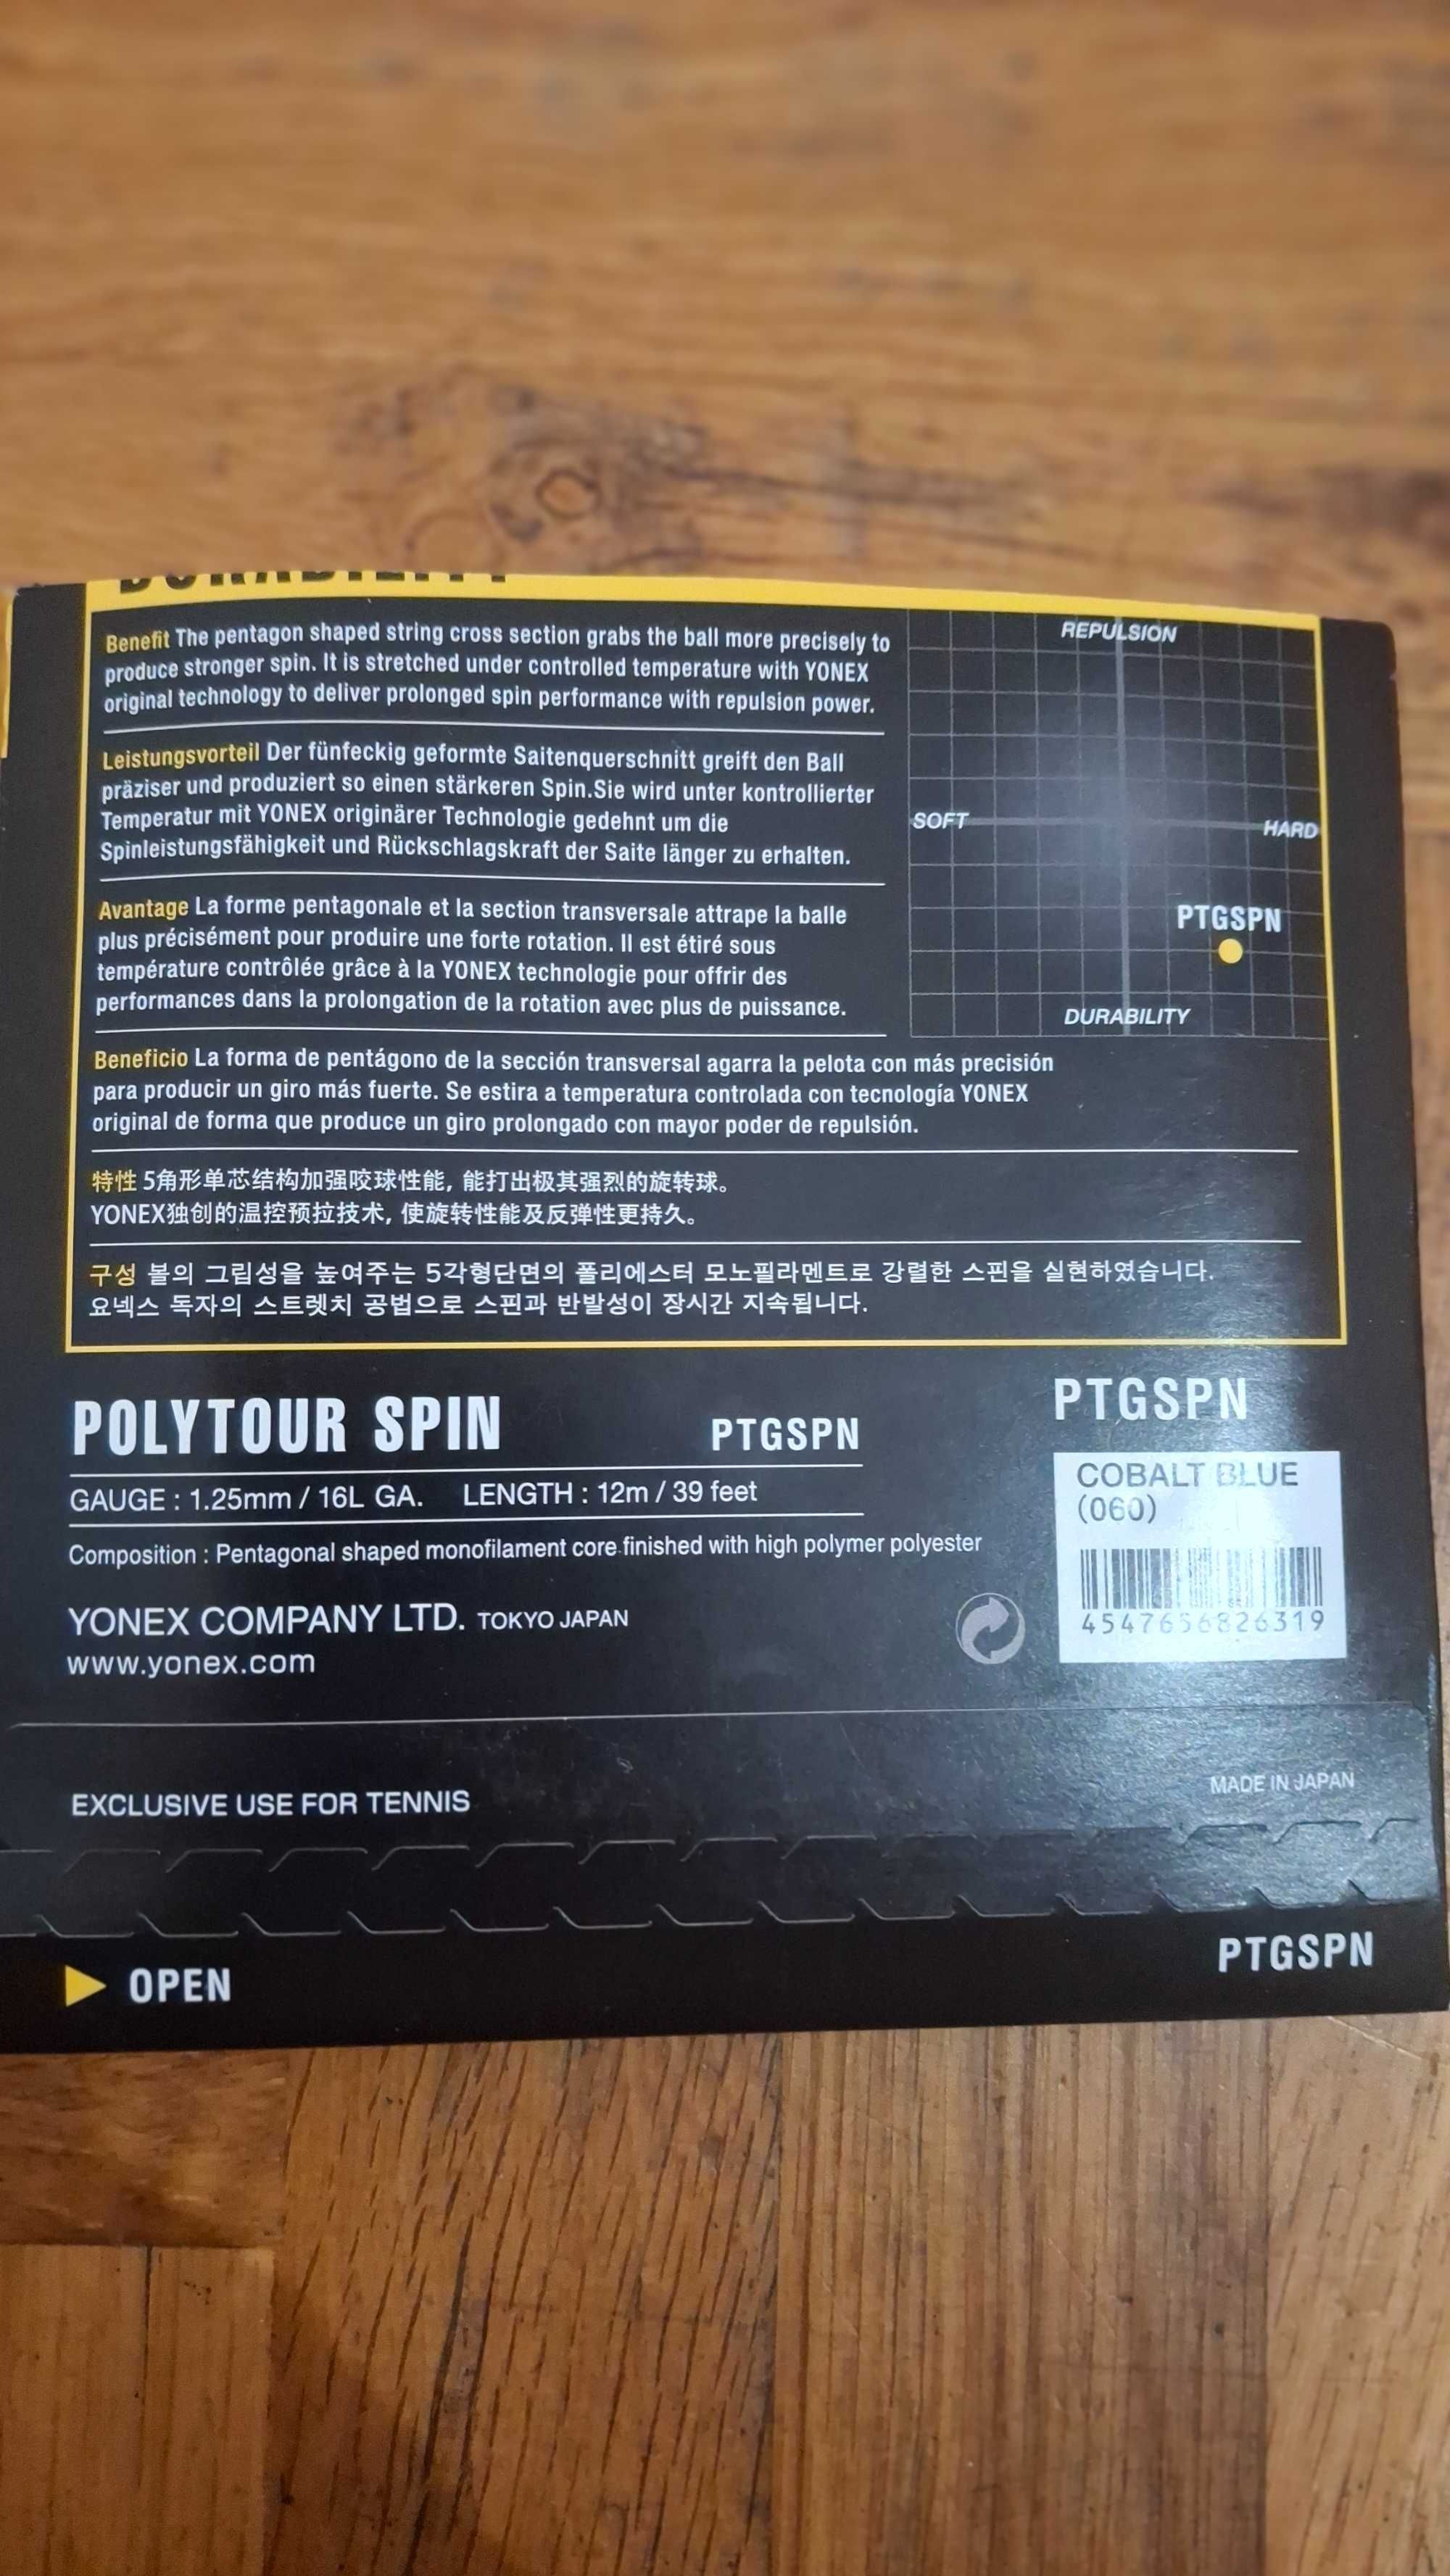 DURABILITY
Benefit The pentagon shaped string cross section grabs the ball more precisely to
produce stronger spin. It is stretched under controlled temperature with YONEX
original technology to deliver prolonged spin performance with repulsion power.
Leistungsvorteil Der fünfeckig geformte Saitenquerschnitt greift den Ball
präziser und produziert so einen stärkeren Spin.Sie wird unter kontrollierter
Temperatur mit YONEX originärer Technologie gedehnt um die
Spinleistungsfähigkeit und Rückschlagskraft der Saite länger zu erhalten.
Avantage La forme pentagonale et la section transversale attrape la balle
plus précisément pour produire une forte rotation. Il est étiré sous
température contrôlée grâce à la YONEX technologie pour offrir des
performances dans la prolongation de la rotation avec plus de puissance.
REPULSION
SOFT
HARD
PTGSPN
DURABILITY
Beneficio La forma de pentágono de la sección transversal agarra la pelota con más precisión
para producir un giro más fuerte. Se estira a temperatura controlada con tecnología YONEX
original de forma que produce un giro prolongado con mayor poder de repulsión.
特性 5角形单芯结构加强咬球性能, 能打出极其强烈的旋转球。
YONEX独创的温控预拉技术, 使旋转性能及反弹性更持久。
구성 볼의 그립성을 높여주는 5각형단면의 폴리에스터 모노필라멘트로 강렬한 스핀을 실현하였습니다.
요넥스 독자의 스트렛치 공법으로 스핀과 반발성이 장시간 지속됩니다.
POLYTOUR SPIN PTGSPN
GAUGE : 1.25mm / 16L GA. LENGTH : 12m / 39 feet
Composition : Pentagonal shaped monofilament core finished with high polymer polyester
YONEX COMPANY LTD. TOKYO JAPAN
www.yonex.com
PTGSPN
COBALT BLUE
(060)
4547656826319
EXCLUSIVE USE FOR TENNIS
MADE IN JAPAN
OPEN
PTGSPN